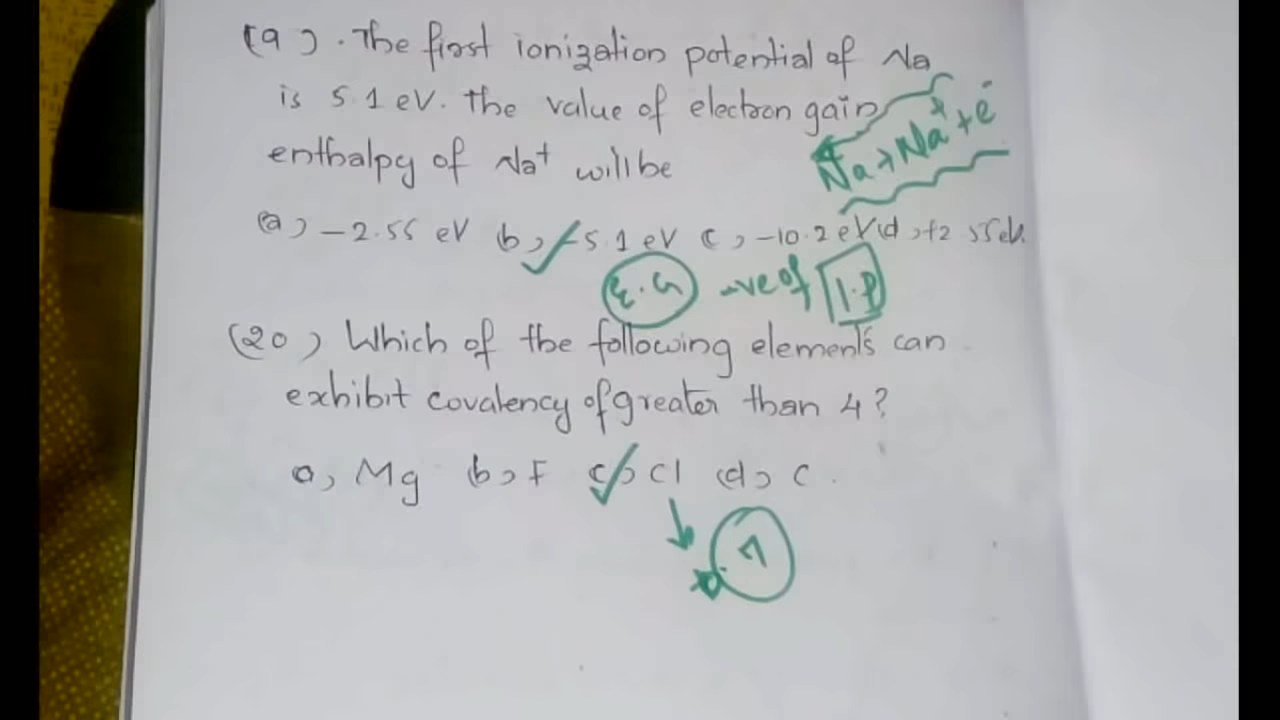 (9). The first ionization potential of Na
is 5.1 eV. The value of electron gain
enthalpy of Na⁺ will be
Na → Na⁺ + e⁻
(a) -2.55 eV (b) -5.1 eV (c) -10.2 eV (d) +2.55 eV.
E.G -ve of I.P
(20) Which of the following elements can
exhibit covalency of greater than 4?
a) Mg (b) F (c) Cl (d) C.
7